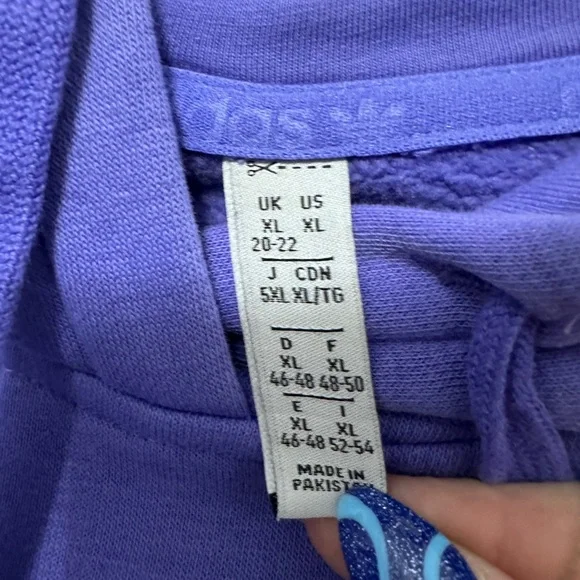 das
UK US
XL XL
20-22
J CDN
5XL XL/TG
D F
XL XL
46-48 48-50
E I
XL XL
46-48 52-54
MADE IN
PAKISTAN